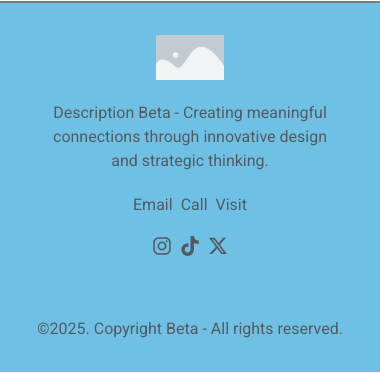 Description Beta - Creating meaningful
connections through innovative design
and strategic thinking.
Email Call Visit
©2025. Copyright Beta - All rights reserved.